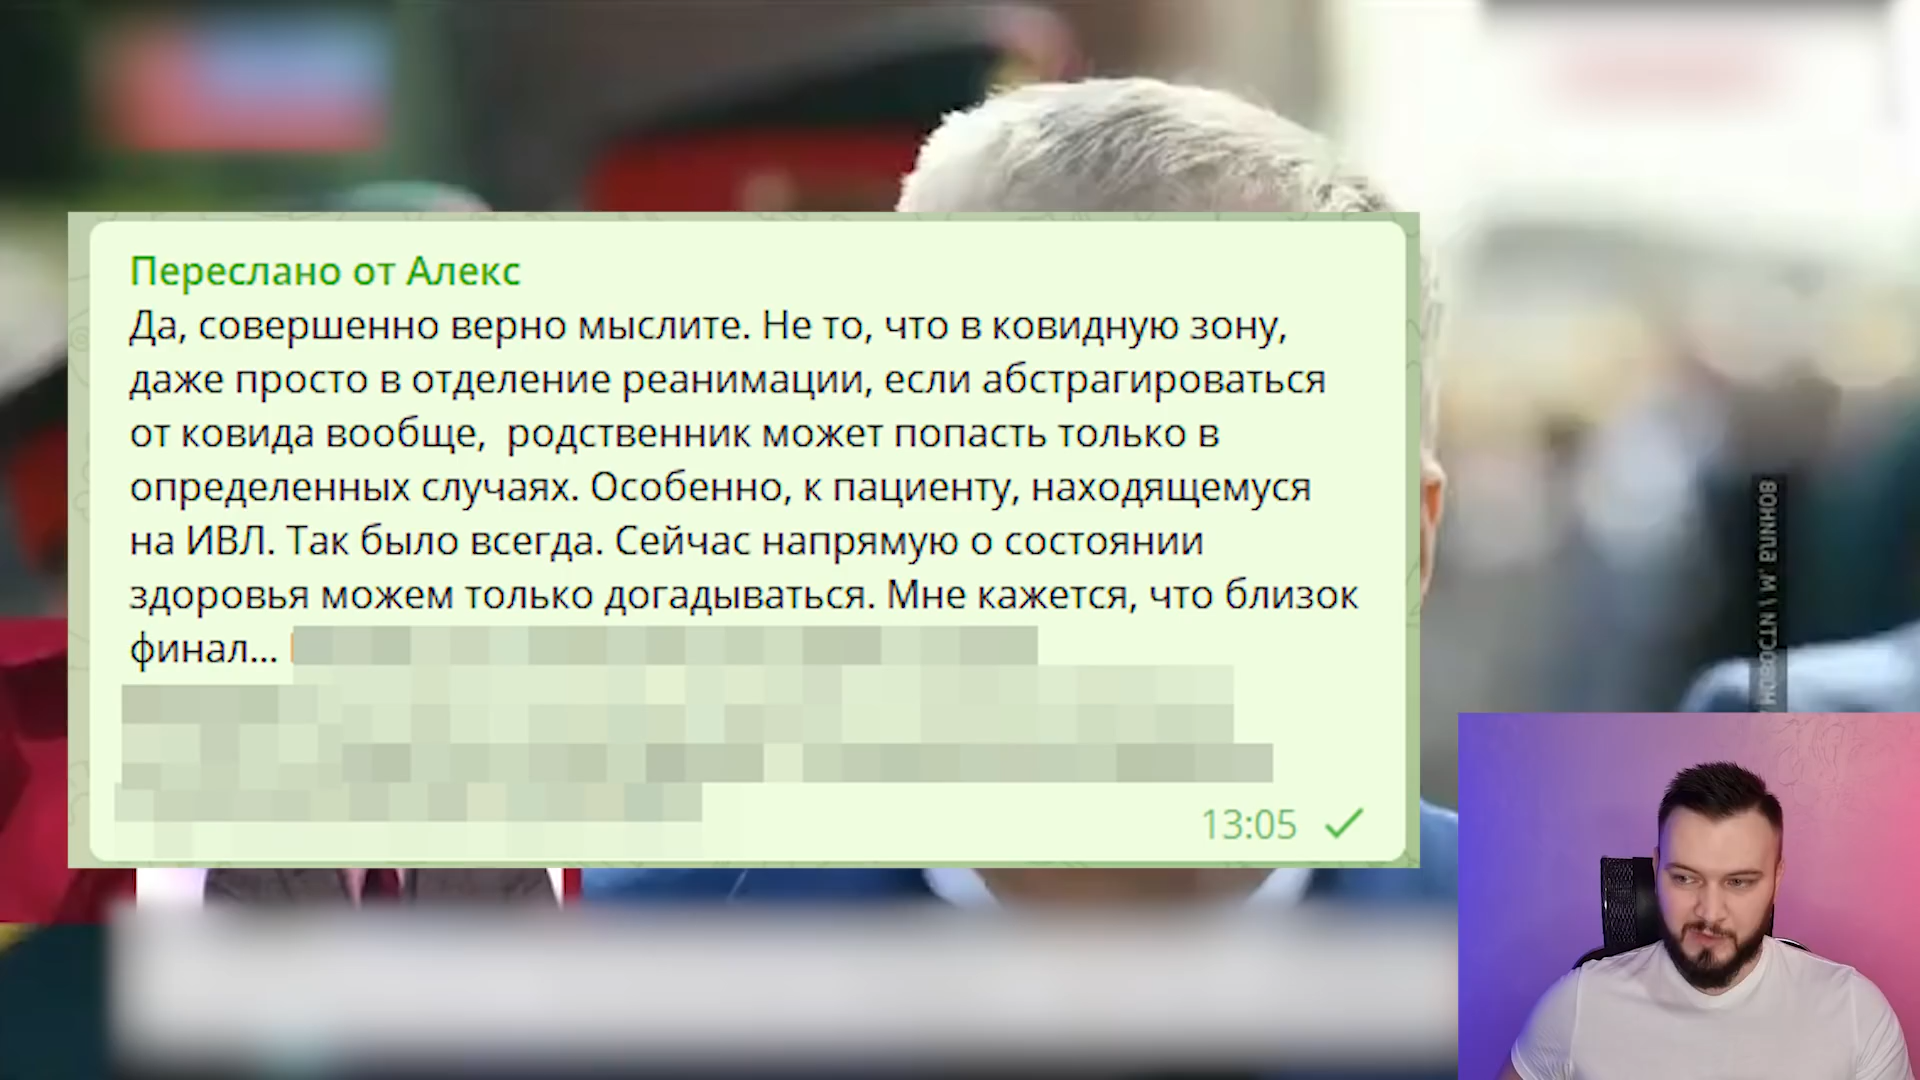 Переслано от Алекс
Да, совершенно верно мыслите. Не то, что в ковидную зону,
даже просто в отделение реанимации, если абстрагироваться
от ковида вообще, родственник может попасть только в
определенных случаях. Особенно, к пациенту, находящемуся
на ИВЛ. Так было всегда. Сейчас напрямую о состоянии
здоровья можем только догадываться. Мне кажется, что близок
финал...
13:05